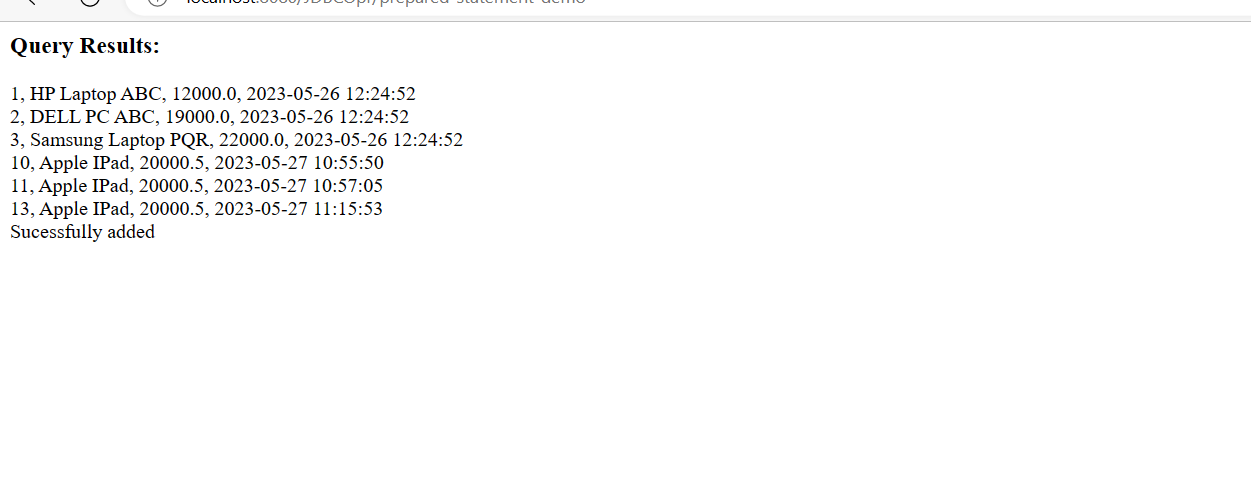 localhost:8080/JDBCOpr/prepared-statement-demo
Query Results:
1, HP Laptop ABC, 12000.0, 2023-05-26 12:24:52
2, DELL PC ABC, 19000.0, 2023-05-26 12:24:52
3, Samsung Laptop PQR, 22000.0, 2023-05-26 12:24:52
10, Apple IPad, 20000.5, 2023-05-27 10:55:50
11, Apple IPad, 20000.5, 2023-05-27 10:57:05
13, Apple IPad, 20000.5, 2023-05-27 11:15:53
Sucessfully added